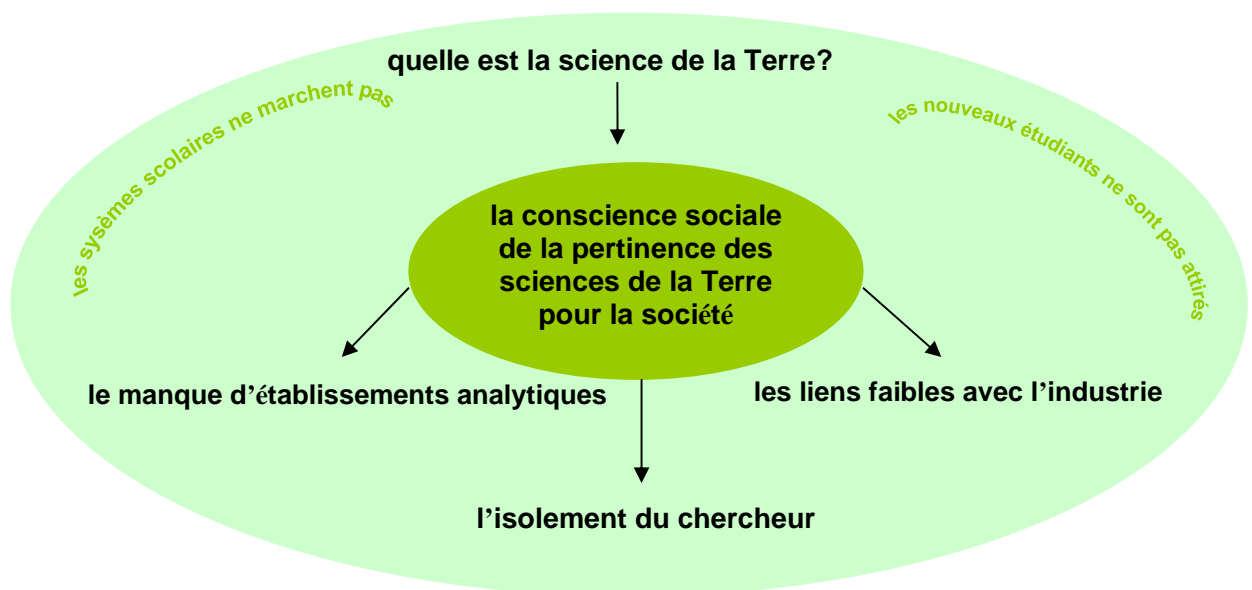 quelle est la science de la Terre?
les sysèmes scolaires ne marchent pas
les nouveaux étudiants ne sont pas attirés
la conscience sociale
de la pertinence des
sciences de la Terre
pour la société
le manque d'établissements analytiques
les liens faibles avec l'industrie
l'isolement du chercheur